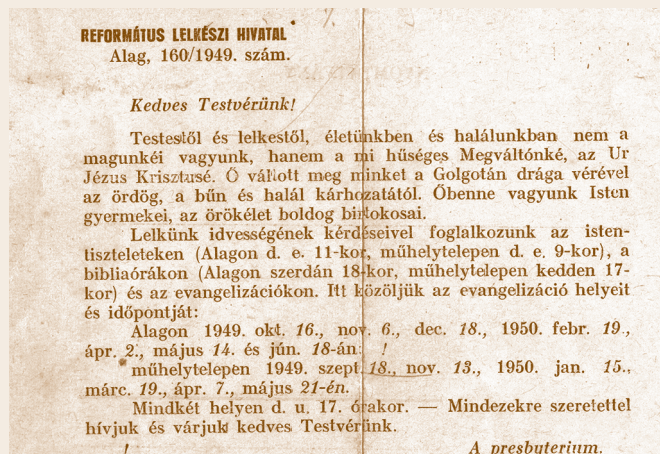 REFORMÁTUS LELKÉSZI HIVATAL
Alag, 160/1949. szám.
Kedves Testvérünk!
Testestől és lelkestől, életünkben és halálunkban nem a
magunkéi vagyunk, hanem a mi hűséges Megváltónké, az Ur
Jézus Krisztusé. Ő váltott meg minket a Golgotán drága vérével
az ördög, a bűn és halál kárhozatától. Őbenne vagyunk Isten
gyermekei, az örökélet boldog birtokosai.
Lelkünk idvességének kérdéseivel foglalkozunk az isten-
tiszteleteken (Alagon d. e. 11-kor, műhelytelepen d. e. 9-kor), a
bibliaórákon (Alagon szerdán 18-kor, műhelytelepen kedden 17-
kor) és az evangelizációkon. Itt közöljük az evangelizáció helyeit
és időpontját:
Alagon 1949. okt. 16., nov. 6., dec. 18., 1950. febr. 19.,
ápr. 2., május 14. és jún. 18-án. !
műhelytelepen 1949. szept 18., nov. 13., 1950. jan. 15.,
márc. 19., ápr. 7., május 21-én.
Mindkét helyen d. u. 17. órakor. — Mindezekre szeretettel
hívjuk és várjuk kedves Testvérünk.
A presbyterium.